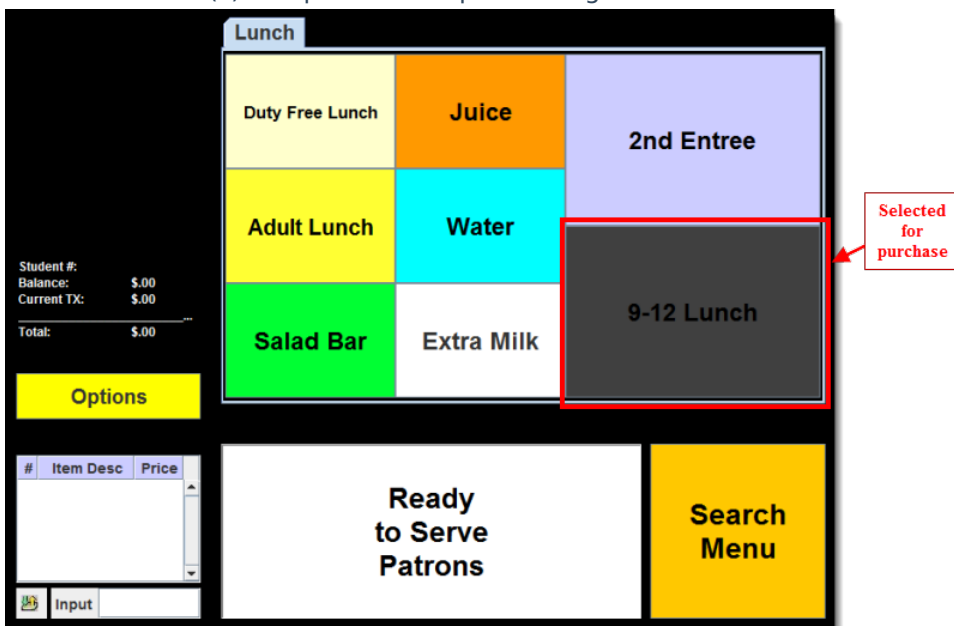 Lunch
Duty Free Lunch
Juice
2nd Entree
Adult Lunch
Water
Selected
for
purchase
Student #:
Balance: $.00
Current TX: $.00
...
Total: $.00
9-12 Lunch
Salad Bar
Extra Milk
Options
# Item Desc Price
Ready
to Serve
Patrons
Search
Menu
Input